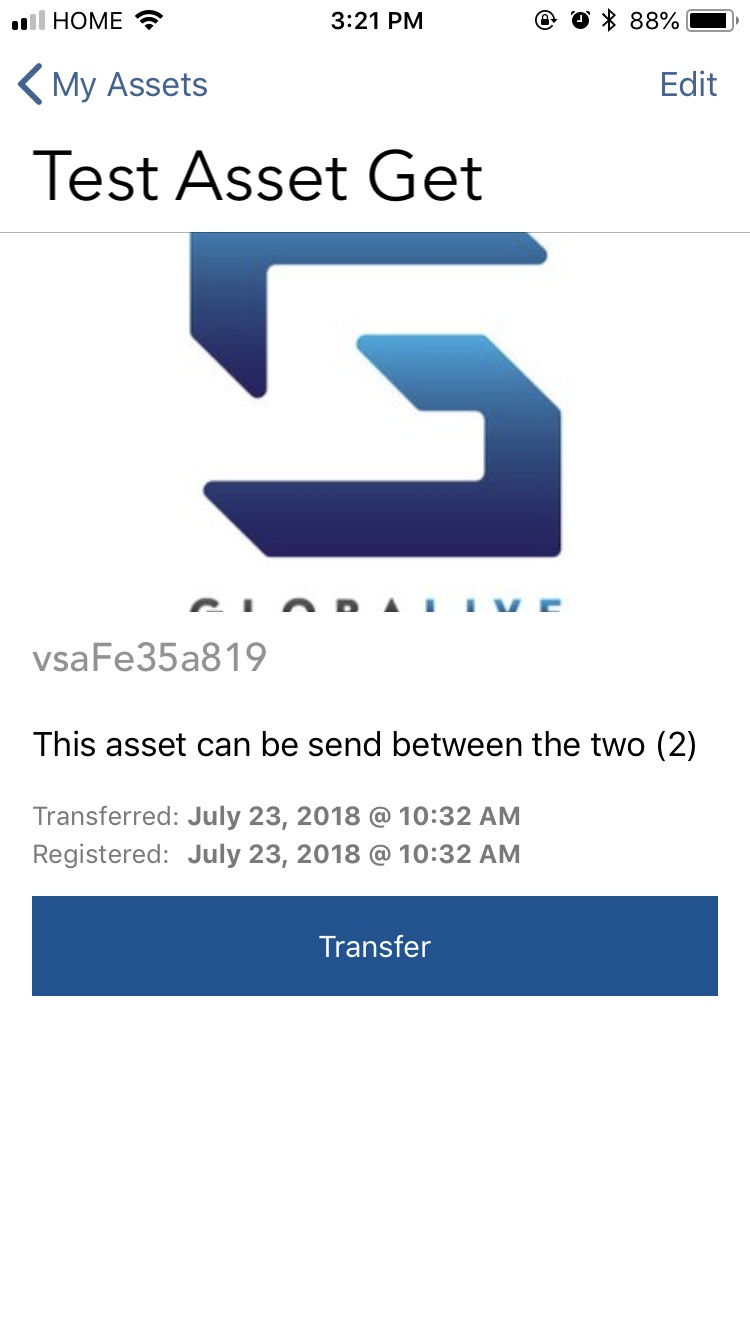 HOME 3:21 PM 88%
My Assets Edit
Test Asset Get
GLOBALIVE
vsaFe35a819
This asset can be send between the two (2)
Transferred: July 23, 2018 @ 10:32 AM
Registered: July 23, 2018 @ 10:32 AM
Transfer